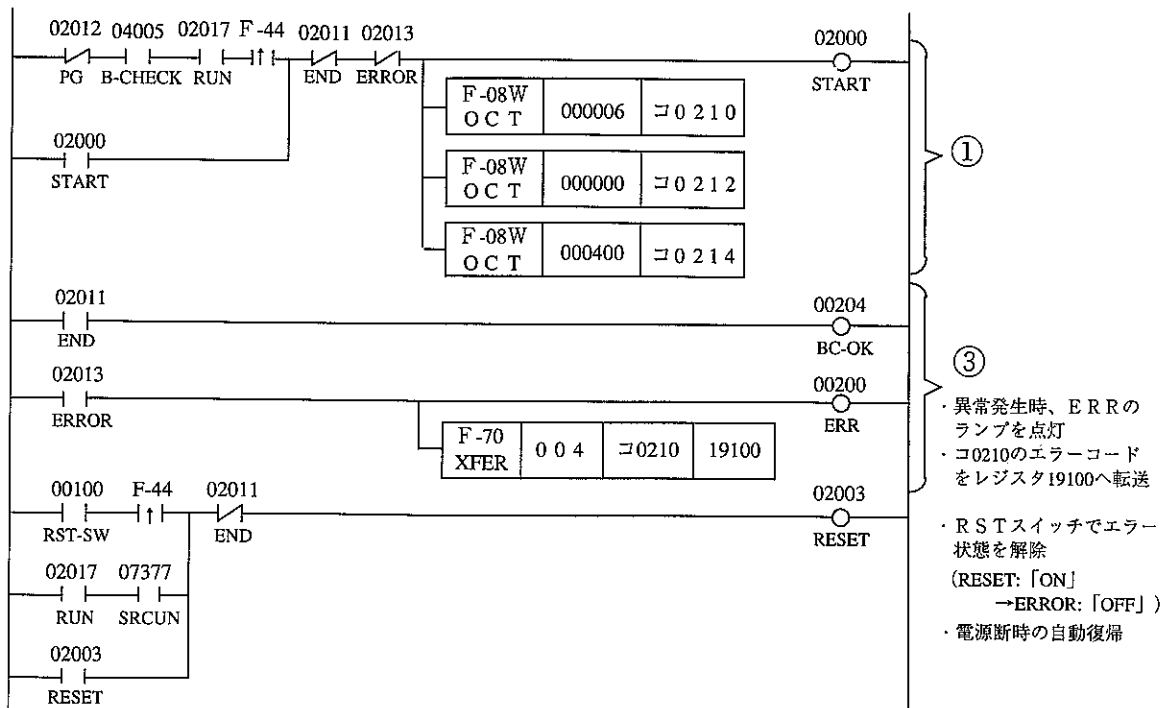 02012 04005 02017 F-44 02011 02013 02000
PG B-CHECK RUN ↑ END ERROR START
F-08W OCT 000006 コ0210
02000
START
F-08W OCT 000000 コ0212
①
F-08W OCT 000400 コ0214
02011 00204
END BC-OK
02013 00200
ERROR ERR
F-70 XFER 004 コ0210 19100
③
・異常発生時、ERRの
ランプを点灯
・コ0210のエラーコード
をレジスタ19100へ転送
00100 F-44 02011 02003
RST-SW ↑ END RESET
02017 07377
RUN SRCUN
02003
RESET
・RSTスイッチでエラー
状態を解除
(RESET:「ON」
→ERROR:「OFF」)
・電源断時の自動復帰